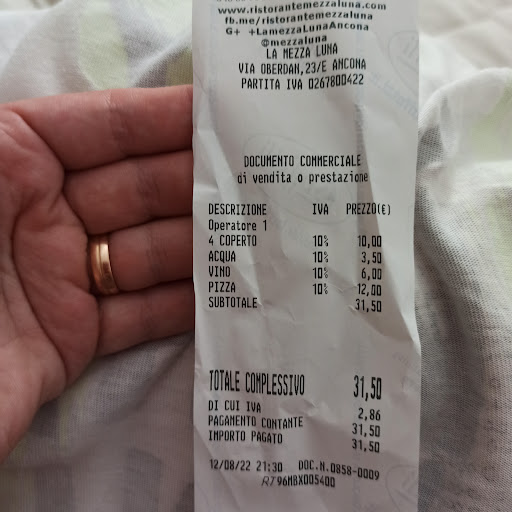 www.ristorantemezzaluna.com
fb.me/ristorantemezzaluna
G+ +LamezzaLunaAncona
@mezzaluna
LA MEZZA LUNA
VIA OBERDAN,23/E ANCONA
PARTITA IVA 0267800422
DOCUMENTO COMMERCIALE
di vendita o prestazione
DESCRIZIONE IVA PREZZO(€)
Operatore 1
4 COPERTO 10% 10,00
ACQUA 10% 3,50
VINO 10% 6,00
PIZZA 10% 12,00
SUBTOTALE 31,50
TOTALE COMPLESSIVO 31,50
DI CUI IVA 2,86
PAGAMENTO CONTANTE 31,50
IMPORTO PAGATO 31,50
12/08/22 21:30 DOC.N.0858-0009
RT 96MBX005400